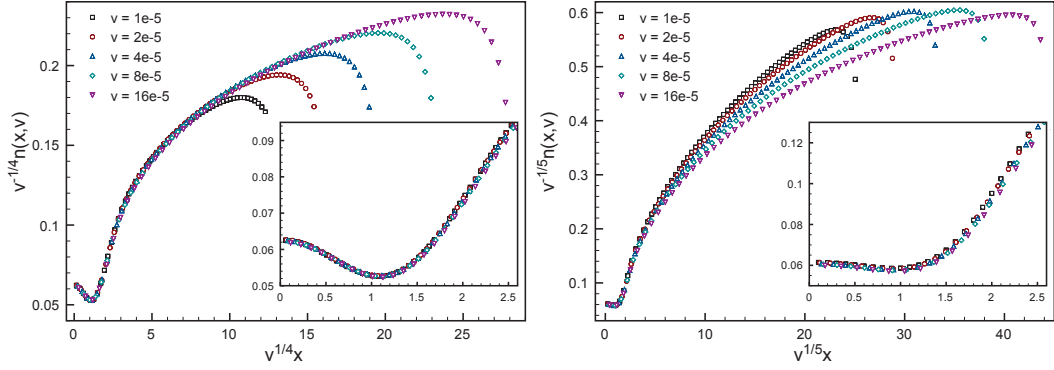 v = 1e-5
v = 2e-5
v = 4e-5
v = 8e-5
v = 16e-5
0.2
0.15
0.1
0.05
v^-1/4 n(x,v)
0 5 10 15 20 25
v^1/4 x
0.09
0.08
0.07
0.06
0.05
0 0.5 1 1.5 2 2.5
v = 1e-5
v = 2e-5
v = 4e-5
v = 8e-5
v = 16e-5
0.6
0.5
0.4
0.3
0.2
0.1
v^-1/5 n(x,v)
0 10 20 30 40
v^1/5 x
0.12
0.1
0.08
0.06
0 0.5 1 1.5 2 2.5